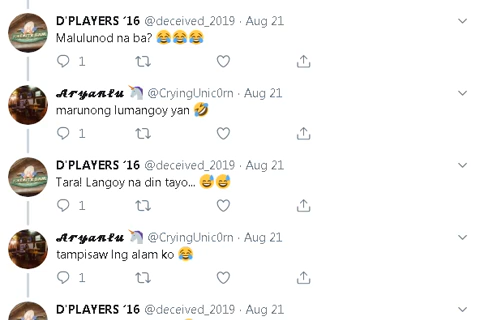 D'PLAYERS ´16 @deceived_2019 · Aug 21
Malulunod na ba? 😂😂😂
1
𝓐𝓻𝔂𝓪𝓷𝓵𝓾 🦄 @CryingUnic0rn · Aug 21
marunong lumangoy yan 🤣
1
D'PLAYERS ´16 @deceived_2019 · Aug 21
Tara! Langoy na din tayo... 😅😅
1
𝓐𝓻𝔂𝓪𝓷𝓵𝓾 🦄 @CryingUnic0rn · Aug 21
tampisaw lng alam ko 😂
1
D'PLAYERS ´16 @deceived_2019 · Aug 21